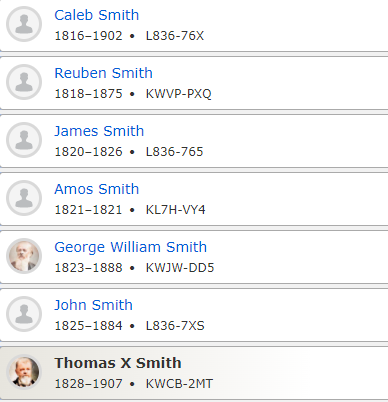 Caleb Smith
1816–1902 • L836-76X
Reuben Smith
1818–1875 • KWVP-PXQ
James Smith
1820–1826 • L836-765
Amos Smith
1821–1821 • KL7H-VY4
George William Smith
1823–1888 • KWJW-DD5
John Smith
1825–1884 • L836-7XS
Thomas X Smith
1828–1907 • KWCB-2MT